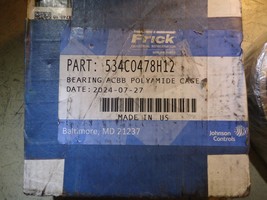 Frick
PART: 534C0478H12
BEARING ACBB POLYAMIDE CAGE
DATE: 2024-07-27
MADE IN US
Baltimore, MD 21237
Johnson
Controls